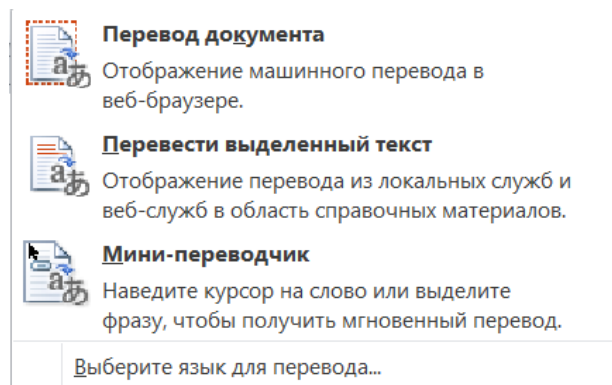 Перевод документа
Отображение машинного перевода в
веб-браузере.
Перевести выделенный текст
Отображение перевода из локальных служб и
веб-служб в область справочных материалов.
Мини-переводчик
Наведите курсор на слово или выделите
фразу, чтобы получить мгновенный перевод.
Выберите язык для перевода...